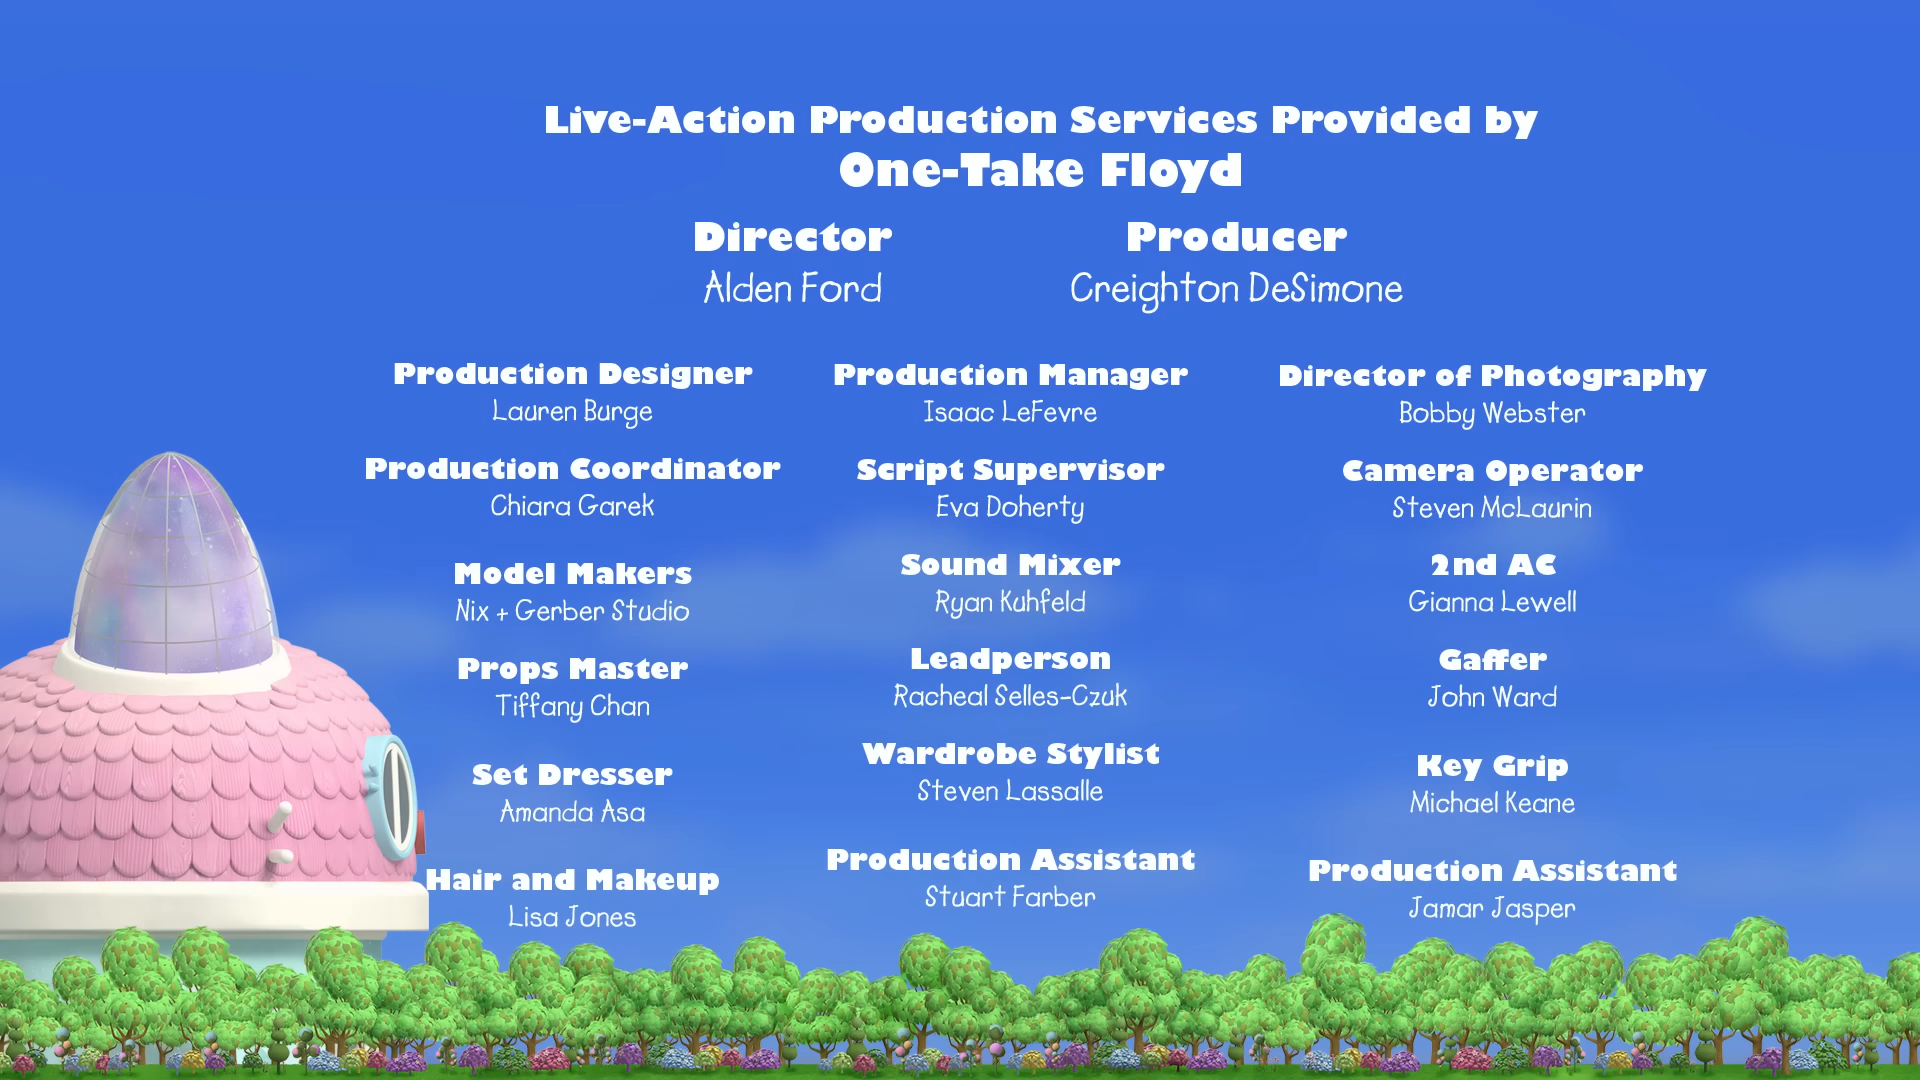 Live-Action Production Services Provided by
One-Take Floyd
Director
Alden Ford
Producer
Creighton DeSimone
Production Designer
Lauren Burge
Production Coordinator
Chiara Garek
Model Makers
Nix + Gerber Studio
Props Master
Tiffany Chan
Set Dresser
Amanda Asa
Hair and Makeup
Lisa Jones
Production Manager
Isaac LeFevre
Script Supervisor
Eva Doherty
Sound Mixer
Ryan Kuhfeld
Leadperson
Racheal Selles-Czuk
Wardrobe Stylist
Steven Lassalle
Production Assistant
Stuart Farber
Director of Photography
Bobby Webster
Camera Operator
Steven McLaurin
2nd AC
Gianna Lewell
Gaffer
John Ward
Key Grip
Michael Keane
Production Assistant
Jamar Jasper